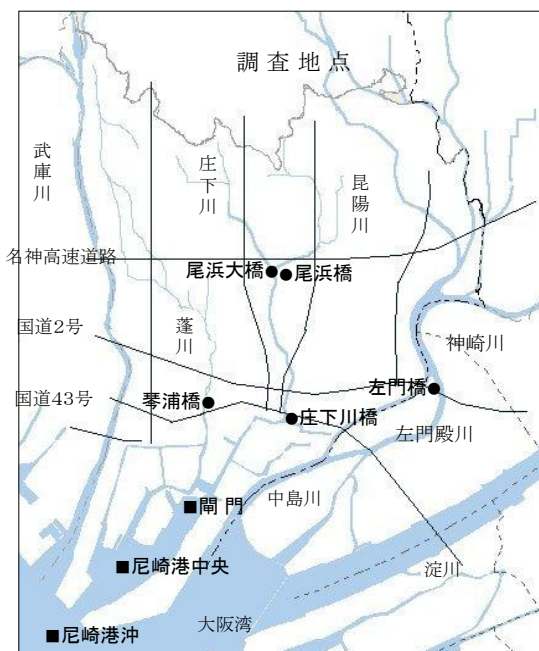 調査地点
武庫川
庄下川
昆陽川
名神高速道路
尾浜大橋●
●尾浜橋
国道2号
蓬川
神崎川
国道43号
琴浦橋●
左門橋●
●庄下川橋
左門殿川
■閘門
中島川
■尼崎港中央
淀川
大阪湾
■尼崎港沖